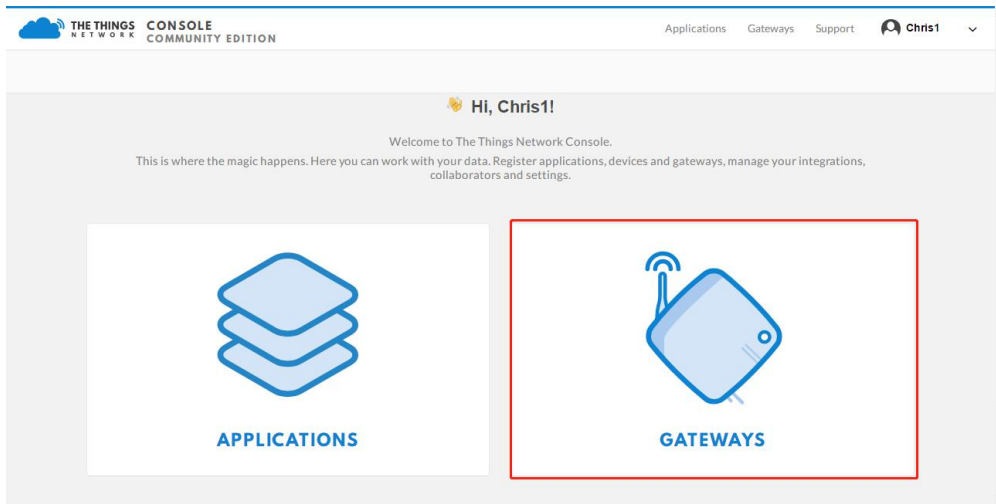 THE THINGS NETWORK CONSOLE COMMUNITY EDITION
Applications Gateways Support Chris1
Hi, Chris1!
Welcome to The Things Network Console.
This is where the magic happens. Here you can work with your data. Register applications, devices and gateways, manage your integrations,
collaborators and settings.
APPLICATIONS
GATEWAYS